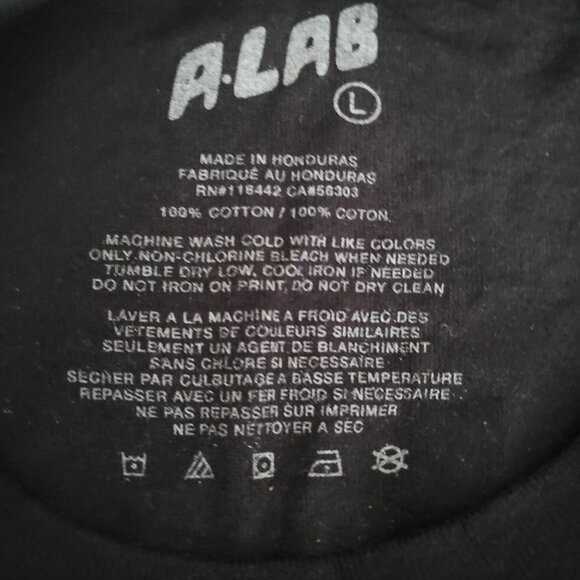 A·LAB
L
MADE IN HONDURAS
FABRIQUÉ AU HONDURAS
RN#116442 CA#56303
100% COTTON / 100% COTON
MACHINE WASH COLD WITH LIKE COLORS
ONLY NON-CHLORINE BLEACH WHEN NEEDED
TUMBLE DRY LOW, COOL IRON IF NEEDED
DO NOT IRON ON PRINT, DO NOT DRY CLEAN
LAVER A LA MACHINE A FROID AVEC DES
VETEMENTS DE COULEURS SIMILAIRES
SEULEMENT UN AGENT DE BLANCHIMENT
SANS CHLORE SI NECESSAIRE
SECHER PAR CULBUTAGE A BASSE TEMPERATURE
REPASSER AVEC UN FER FROID SI NECESSAIRE
NE PAS REPASSER SUR IMPRIMER
NE PAS NETTOYER A SEC